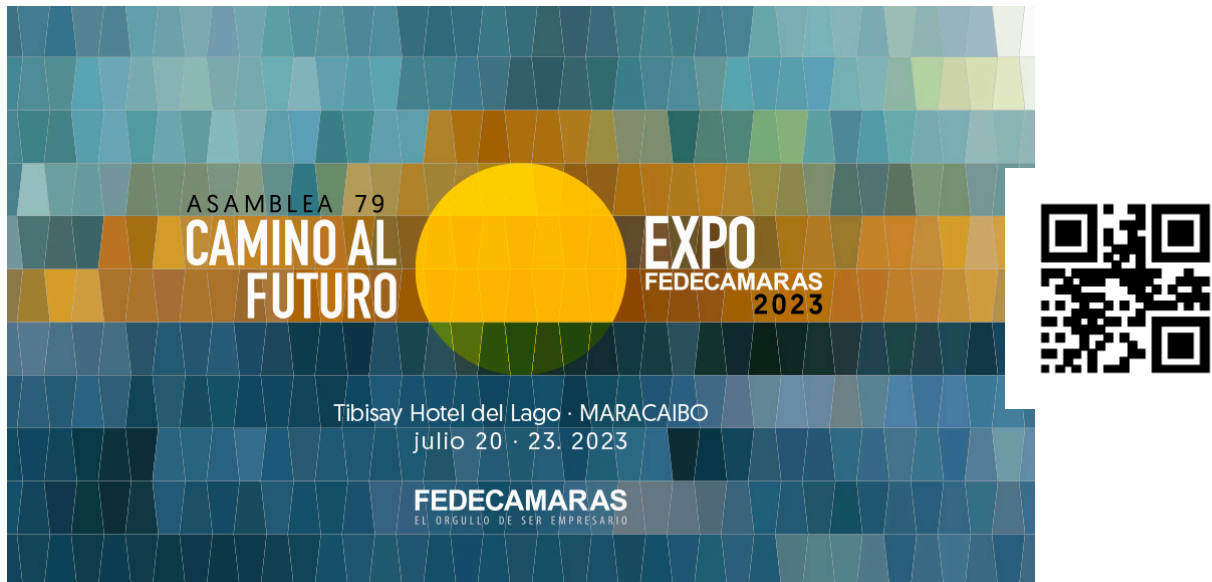 ASAMBLEA 79
CAMINO AL
FUTURO
EXPO
FEDECAMARAS
2023
Tibisay Hotel del Lago · MARACAIBO
julio 20 · 23. 2023
FEDECAMARAS
EL ORGULLO DE SER EMPRESARIO